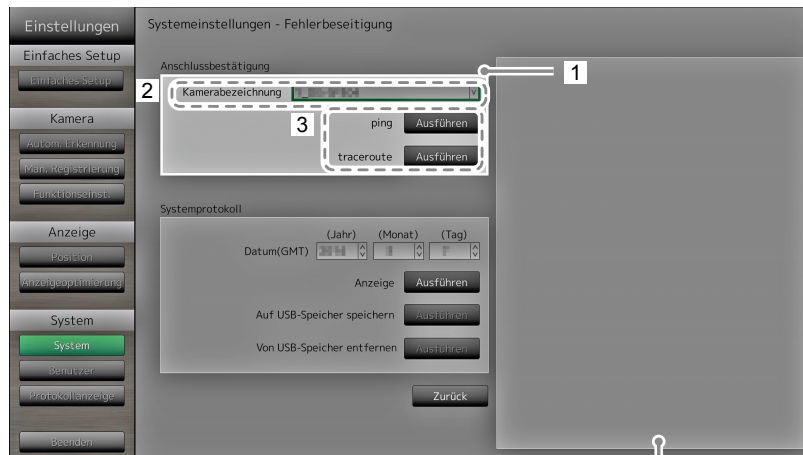 Einstellungen
Einfaches Setup
Einfaches Setup
Kamera
Autom. Erkennung
Man. Registrierung
Funktionseinst.
Anzeige
Position
Anzeigeoptimierung
System
System
Benutzer
Protokollanzeige
Beenden
Systemeinstellungen - Fehlerbeseitigung
Anschlussbestätigung
1
2
Kamerabezeichnung
3
ping Ausführen
traceroute Ausführen
Systemprotokoll
(Jahr) (Monat) (Tag)
Datum(GMT)
Anzeige Ausführen
Auf USB-Speicher speichern Ausführen
Von USB-Speicher entfernen Ausführen
Zurück